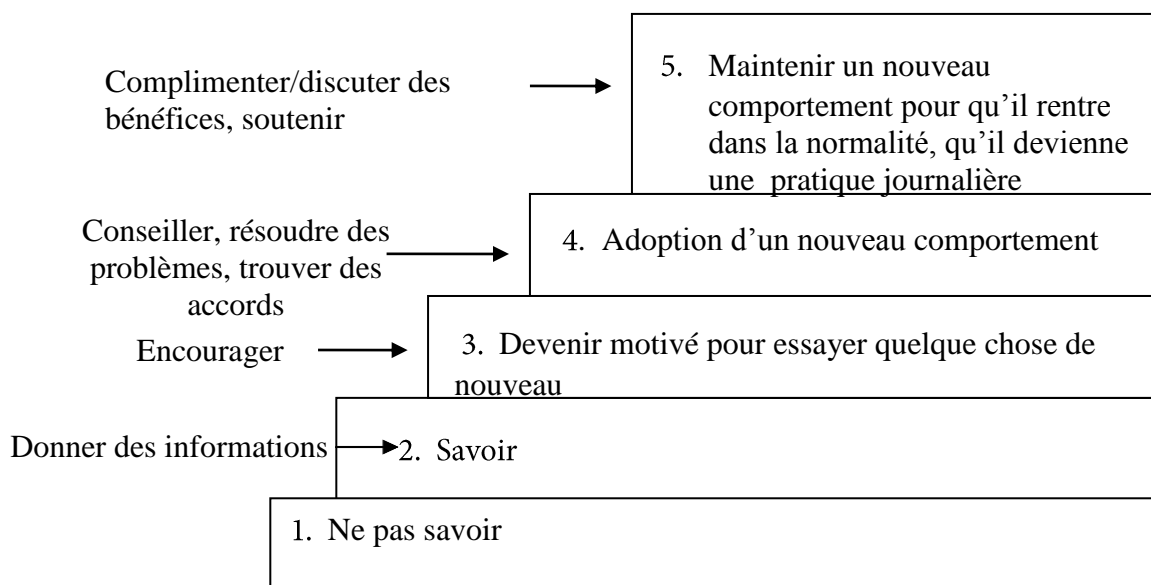 Complimenter/discuter des
bénéfices, soutenir
5. Maintenir un nouveau
comportement pour qu’il rentre
dans la normalité, qu’il devienne
une pratique journalière
Conseiller, résoudre des
problèmes, trouver des
accords
4. Adoption d’un nouveau comportement
Encourager
3. Devenir motivé pour essayer quelque chose de
nouveau
Donner des informations
2. Savoir
1. Ne pas savoir